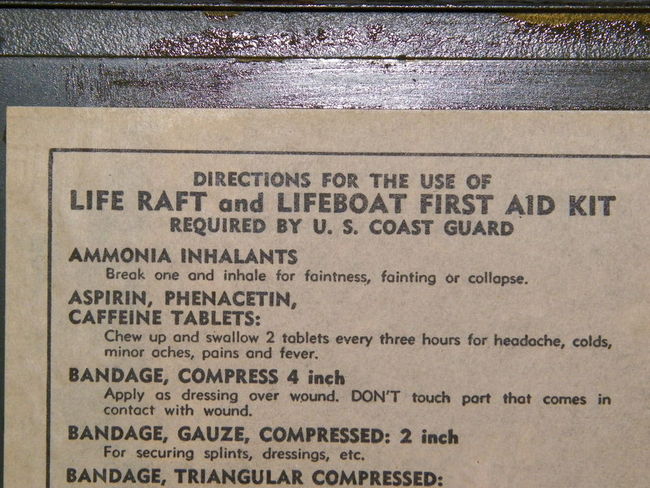 DIRECTIONS FOR THE USE OF
LIFE RAFT and LIFEBOAT FIRST AID KIT
REQUIRED BY U. S. COAST GUARD
AMMONIA INHALANTS
Break one and inhale for faintness, fainting or collapse.
ASPIRIN, PHENACETIN,
CAFFEINE TABLETS:
Chew up and swallow 2 tablets every three hours for headache, colds,
minor aches, pains and fever.
BANDAGE, COMPRESS 4 inch
Apply as dressing over wound. DON'T touch part that comes in
contact with wound.
BANDAGE, GAUZE, COMPRESSED: 2 inch
For securing splints, dressings, etc.
BANDAGE, TRIANGULAR COMPRESSED: